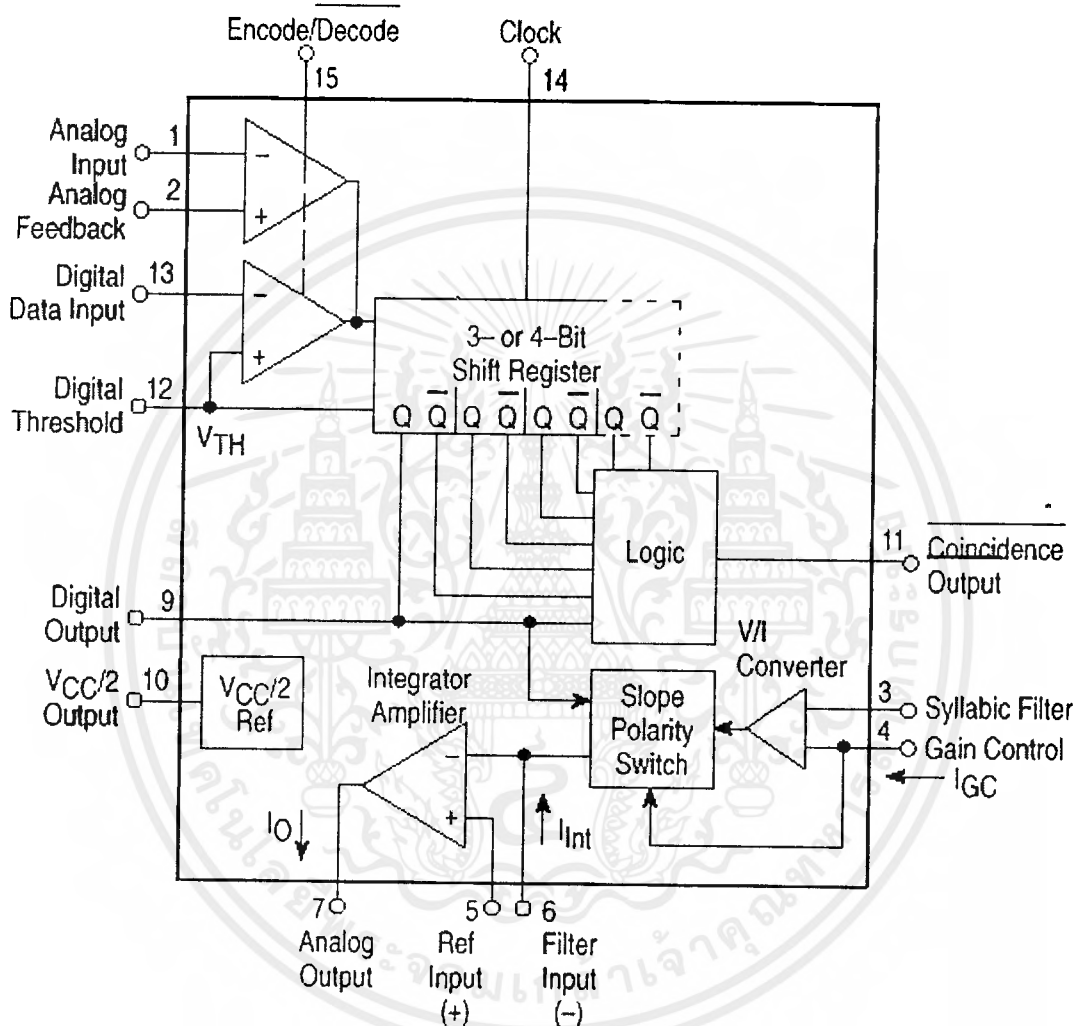 Encode/Decode
Clock
15
14
Analog
Input
1
Analog
Feedback
2
Digital
Data Input
13
Digital
Threshold
12
VTH
−
+
−
+
3– or 4–Bit
Shift Register
Q Q Q Q Q Q Q Q
Logic
11
Coincidence
Output
Digital
Output
9
VCC/2
Output
10
VCC/2
Ref
Integrator
Amplifier
−
+
Slope
Polarity
Switch
V/I
Converter
3
Syllabic Filter
4
Gain Control
IGC
IO
IInt
7
Analog
Output
5
Ref
Input
(+)
6
Filter
Input
(–)